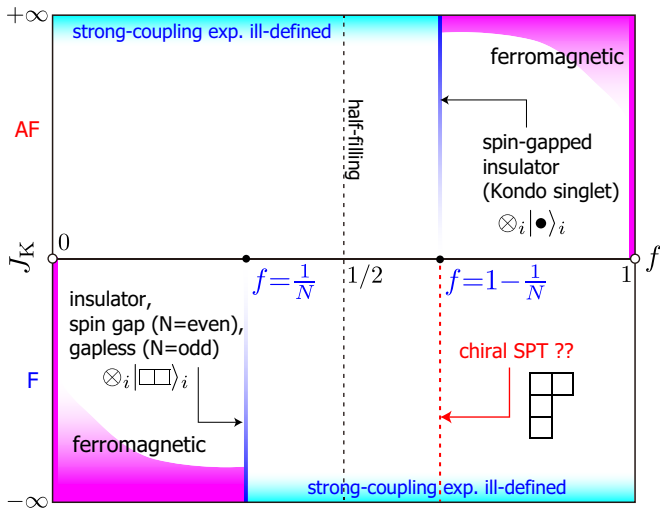 +∞
strong-coupling exp. ill-defined
ferromagnetic
AF
half-filling
spin-gapped
insulator
(Kondo singlet)
⊗ᵢ|●⟩ᵢ
J_K
0
f
f=1/N
1/2
f=1−1/N
1
insulator,
spin gap (N=even),
gapless (N=odd)
⊗ᵢ|□□⟩ᵢ
F
chiral SPT ??
ferromagnetic
strong-coupling exp. ill-defined
−∞